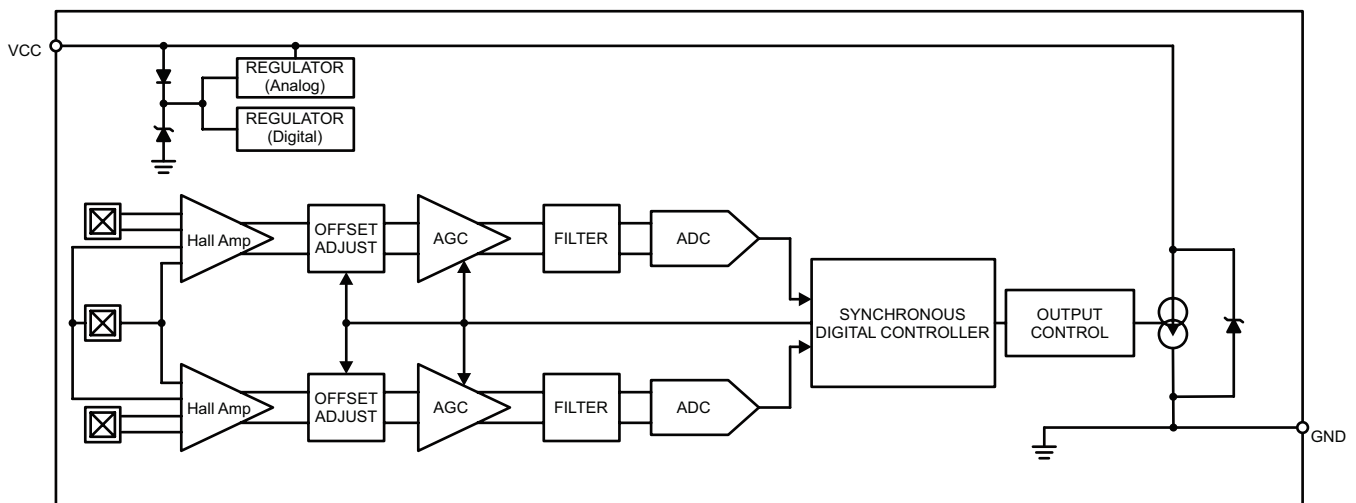 VCC
REGULATOR
(Analog)
REGULATOR
(Digital)
Hall Amp
OFFSET
ADJUST
AGC
FILTER
ADC
SYNCHRONOUS
DIGITAL CONTROLLER
OUTPUT
CONTROL
Hall Amp
OFFSET
ADJUST
AGC
FILTER
ADC
GND